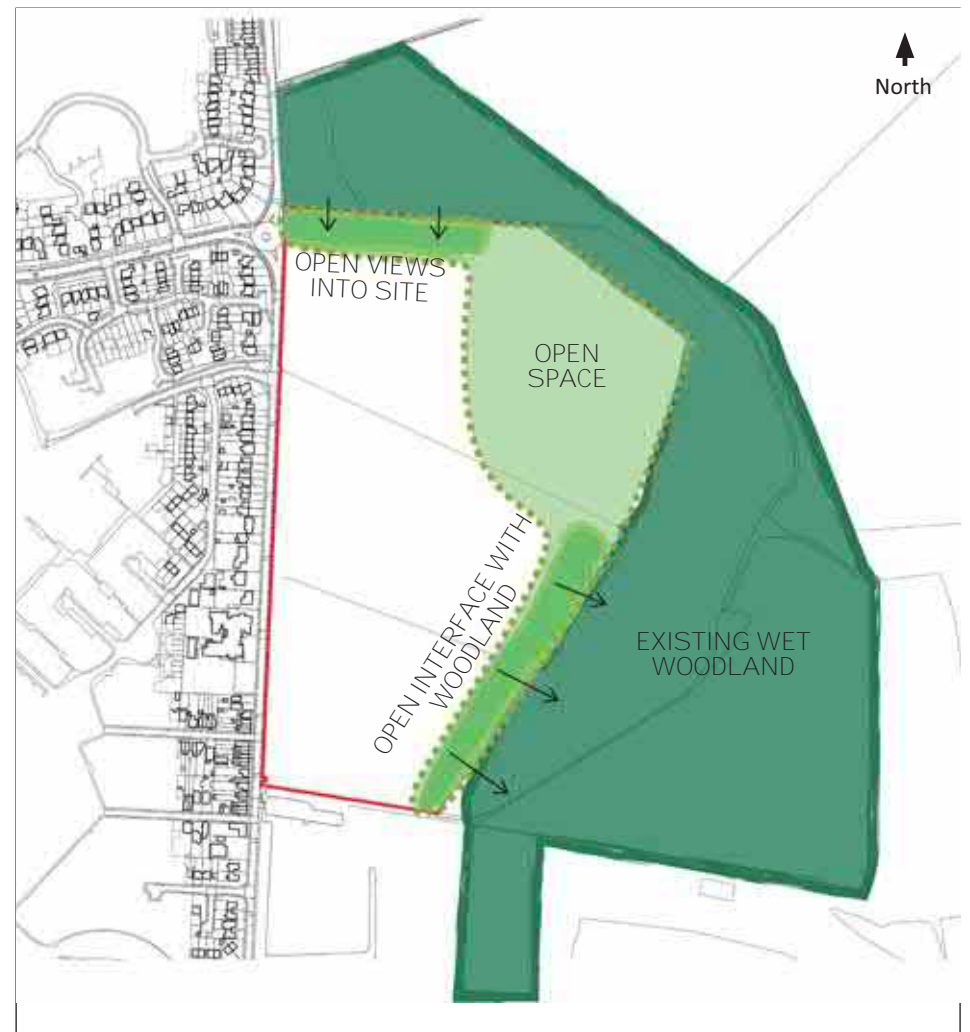 North
OPEN VIEWS
INTO SITE
OPEN
SPACE
OPEN INTERFACE WITH
WOODLAND
EXISTING WET
WOODLAND